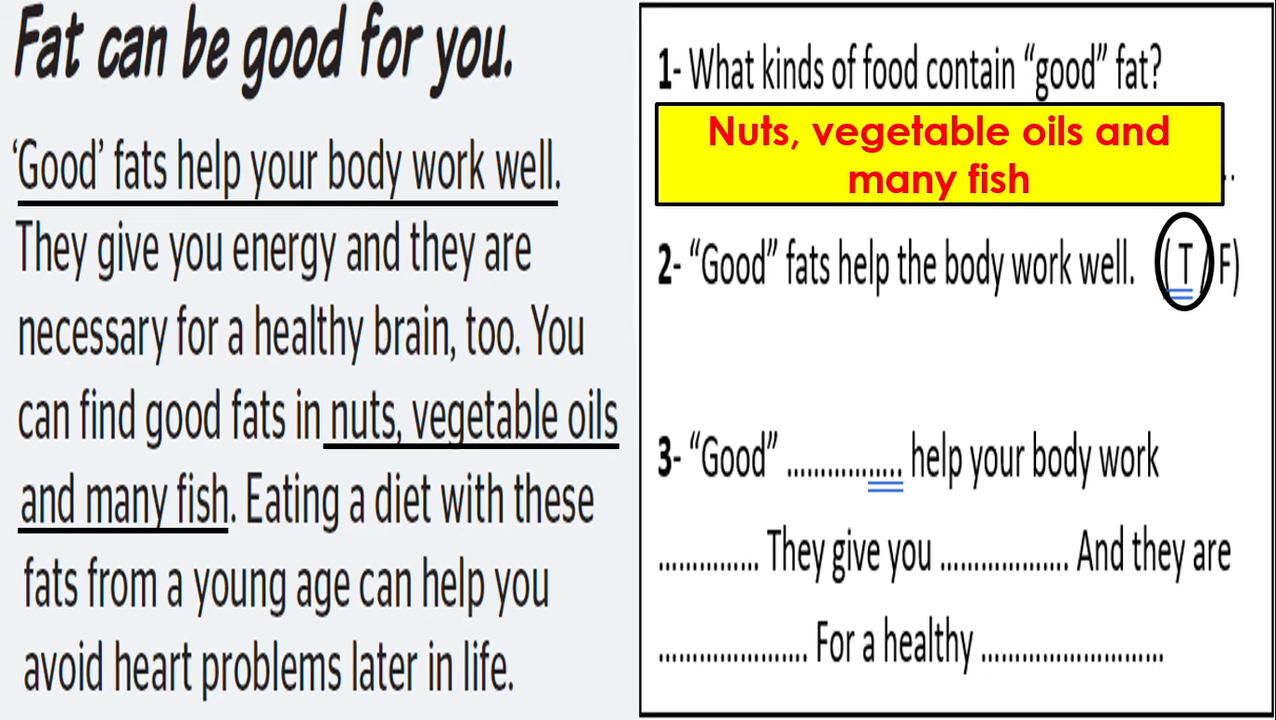 Fat can be good for you.
‘Good’ fats help your body work well.
They give you energy and they are
necessary for a healthy brain, too. You
can find good fats in nuts, vegetable oils
and many fish. Eating a diet with these
fats from a young age can help you
avoid heart problems later in life.
1- What kinds of food contain “good” fat?
Nuts, vegetable oils and
many fish
2- “Good” fats help the body work well. ( T / F)
3- “Good” ................. help your body work
............... They give you ................... And they are
...................... For a healthy ...........................